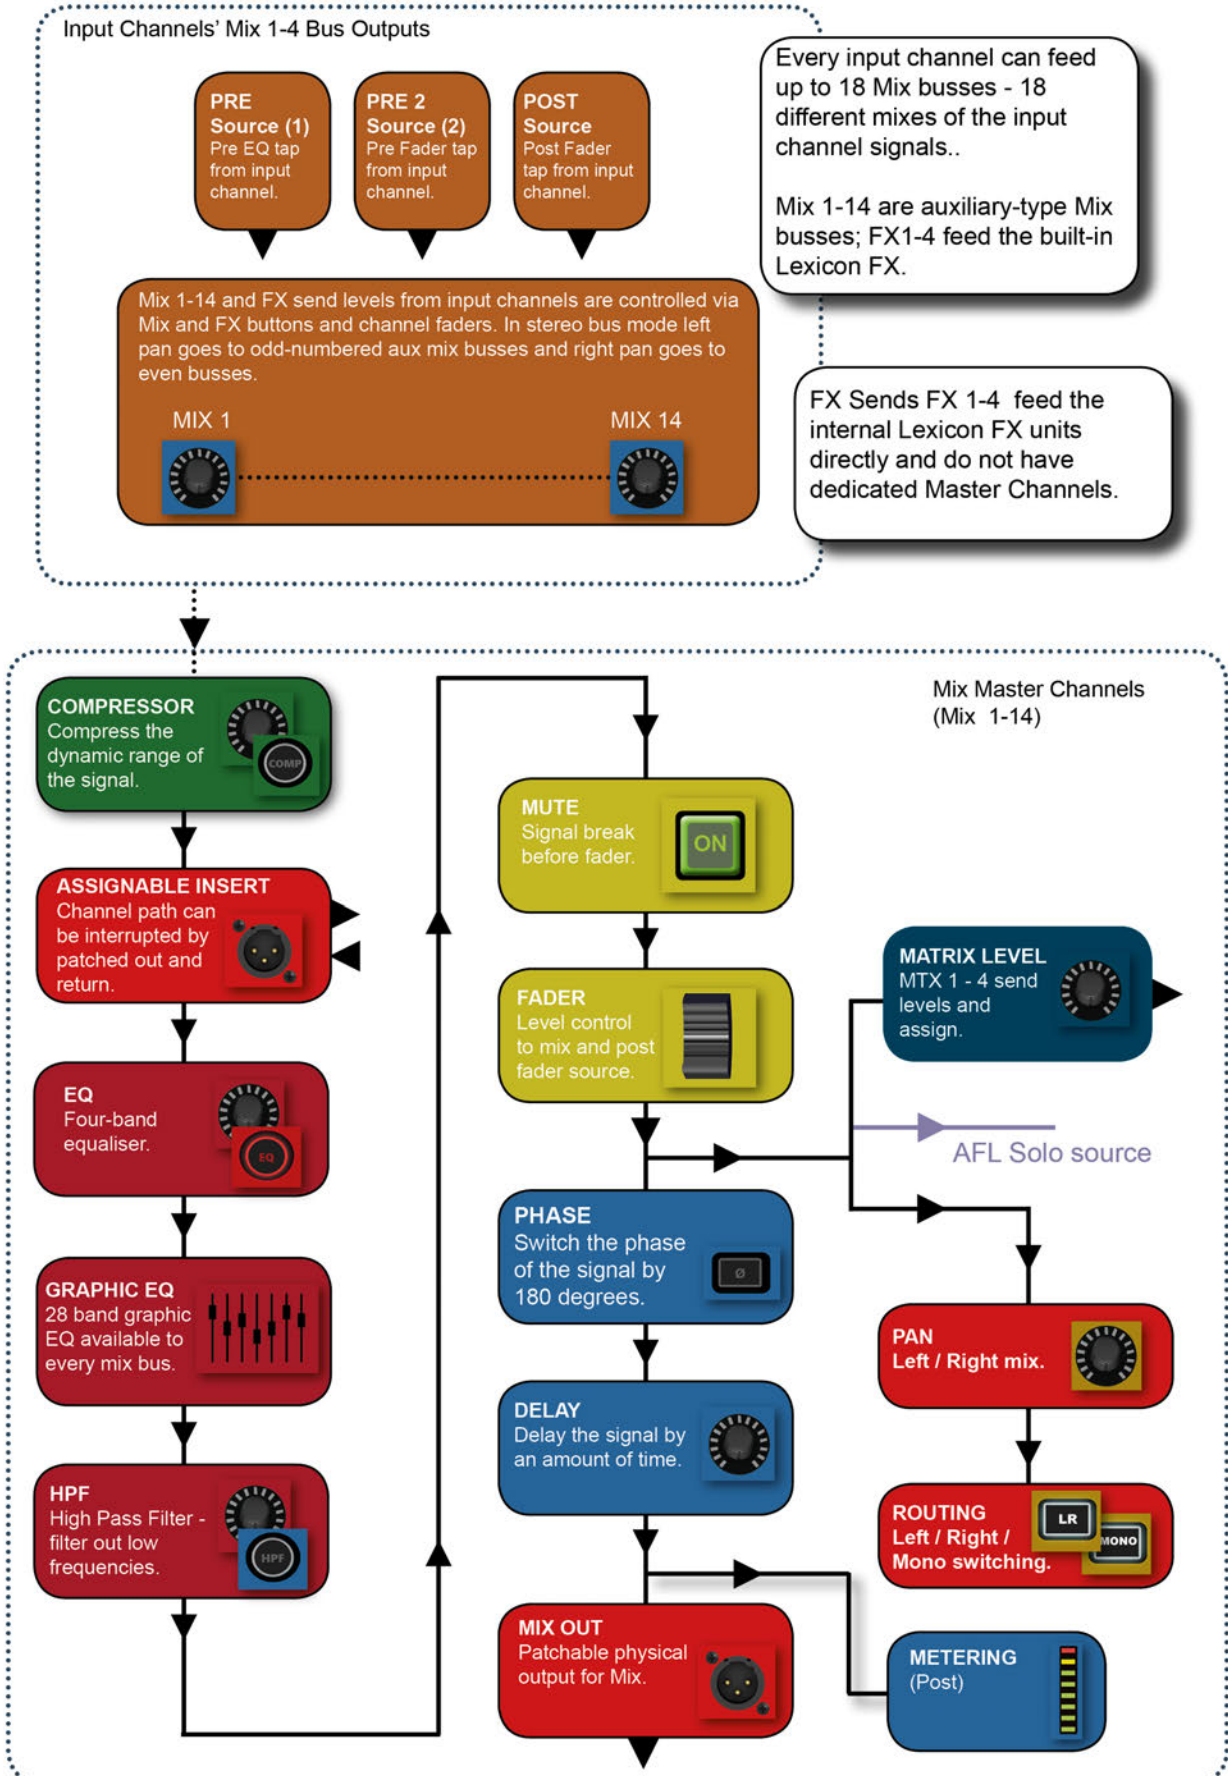 Input Channels' Mix 1-4 Bus Outputs
PRE
Source (1)
Pre EQ tap
from input
channel.
PRE 2
Source (2)
Pre Fader tap
from input
channel.
POST
Source
Post Fader
tap from input
channel.
Every input channel can feed
up to 18 Mix busses - 18
different mixes of the input
channel signals..
Mix 1-14 are auxiliary-type Mix
busses; FX1-4 feed the built-in
Lexicon FX.
Mix 1-14 and FX send levels from input channels are controlled via
Mix and FX buttons and channel faders. In stereo bus mode left
pan goes to odd-numbered aux mix busses and right pan goes to
even busses.
MIX 1
MIX 14
FX Sends FX 1-4 feed the
internal Lexicon FX units
directly and do not have
dedicated Master Channels.
Mix Master Channels
(Mix 1-14)
COMPRESSOR
Compress the
dynamic range of
the signal.
COMP
ASSIGNABLE INSERT
Channel path can
be interrupted by
patched out and
return.
EQ
Four-band
equaliser.
EQ
GRAPHIC EQ
28 band graphic
EQ available to
every mix bus.
HPF
High Pass Filter -
filter out low
frequencies.
HPF
MUTE
Signal break
before fader.
ON
FADER
Level control
to mix and post
fader source.
MATRIX LEVEL
MTX 1 - 4 send
levels and
assign.
AFL Solo source
PHASE
Switch the phase
of the signal by
180 degrees.
Ø
DELAY
Delay the signal by
an amount of time.
PAN
Left / Right mix.
ROUTING
Left / Right /
Mono switching.
LR
MONO
MIX OUT
Patchable physical
output for Mix.
METERING
(Post)